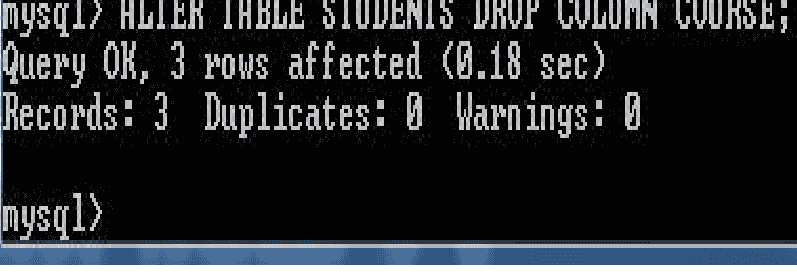 mysql> ALTER TABLE STUDENTS DROP COLUMN COURSE;
Query OK, 3 rows affected (0.18 sec)
Records: 3  Duplicates: 0  Warnings: 0
mysql>